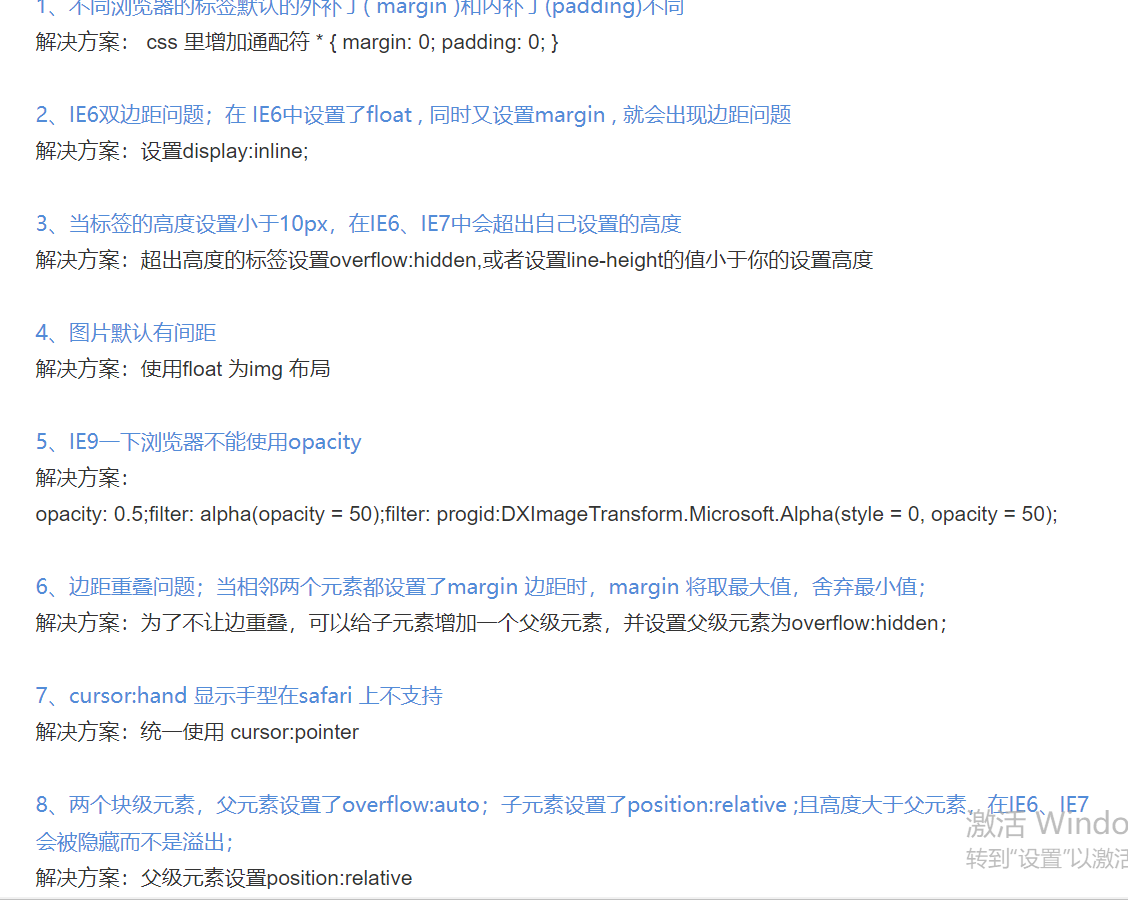 1、不同浏览器的标签默认的外补丁( margin )和内补丁(padding)不同
解决方案： css 里增加通配符 * { margin: 0; padding: 0; }
2、IE6双边距问题；在 IE6中设置了float , 同时又设置margin , 就会出现边距问题
解决方案：设置display:inline;
3、当标签的高度设置小于10px，在IE6、IE7中会超出自己设置的高度
解决方案：超出高度的标签设置overflow:hidden,或者设置line-height的值小于你的设置高度
4、图片默认有间距
解决方案：使用float 为img 布局
5、IE9一下浏览器不能使用opacity
解决方案：
opacity: 0.5;filter: alpha(opacity = 50);filter: progid:DXImageTransform.Microsoft.Alpha(style = 0, opacity = 50);
6、边距重叠问题；当相邻两个元素都设置了margin 边距时，margin 将取最大值，舍弃最小值；
解决方案：为了不让边重叠，可以给子元素增加一个父级元素，并设置父级元素为overflow:hidden；
7、cursor:hand 显示手型在safari 上不支持
解决方案：统一使用 cursor:pointer
8、两个块级元素，父元素设置了overflow:auto；子元素设置了position:relative ;且高度大于父元素，在IE6、IE7
会被隐藏而不是溢出；
解决方案：父级元素设置position:relative
激活 Windo
转到“设置”以激活